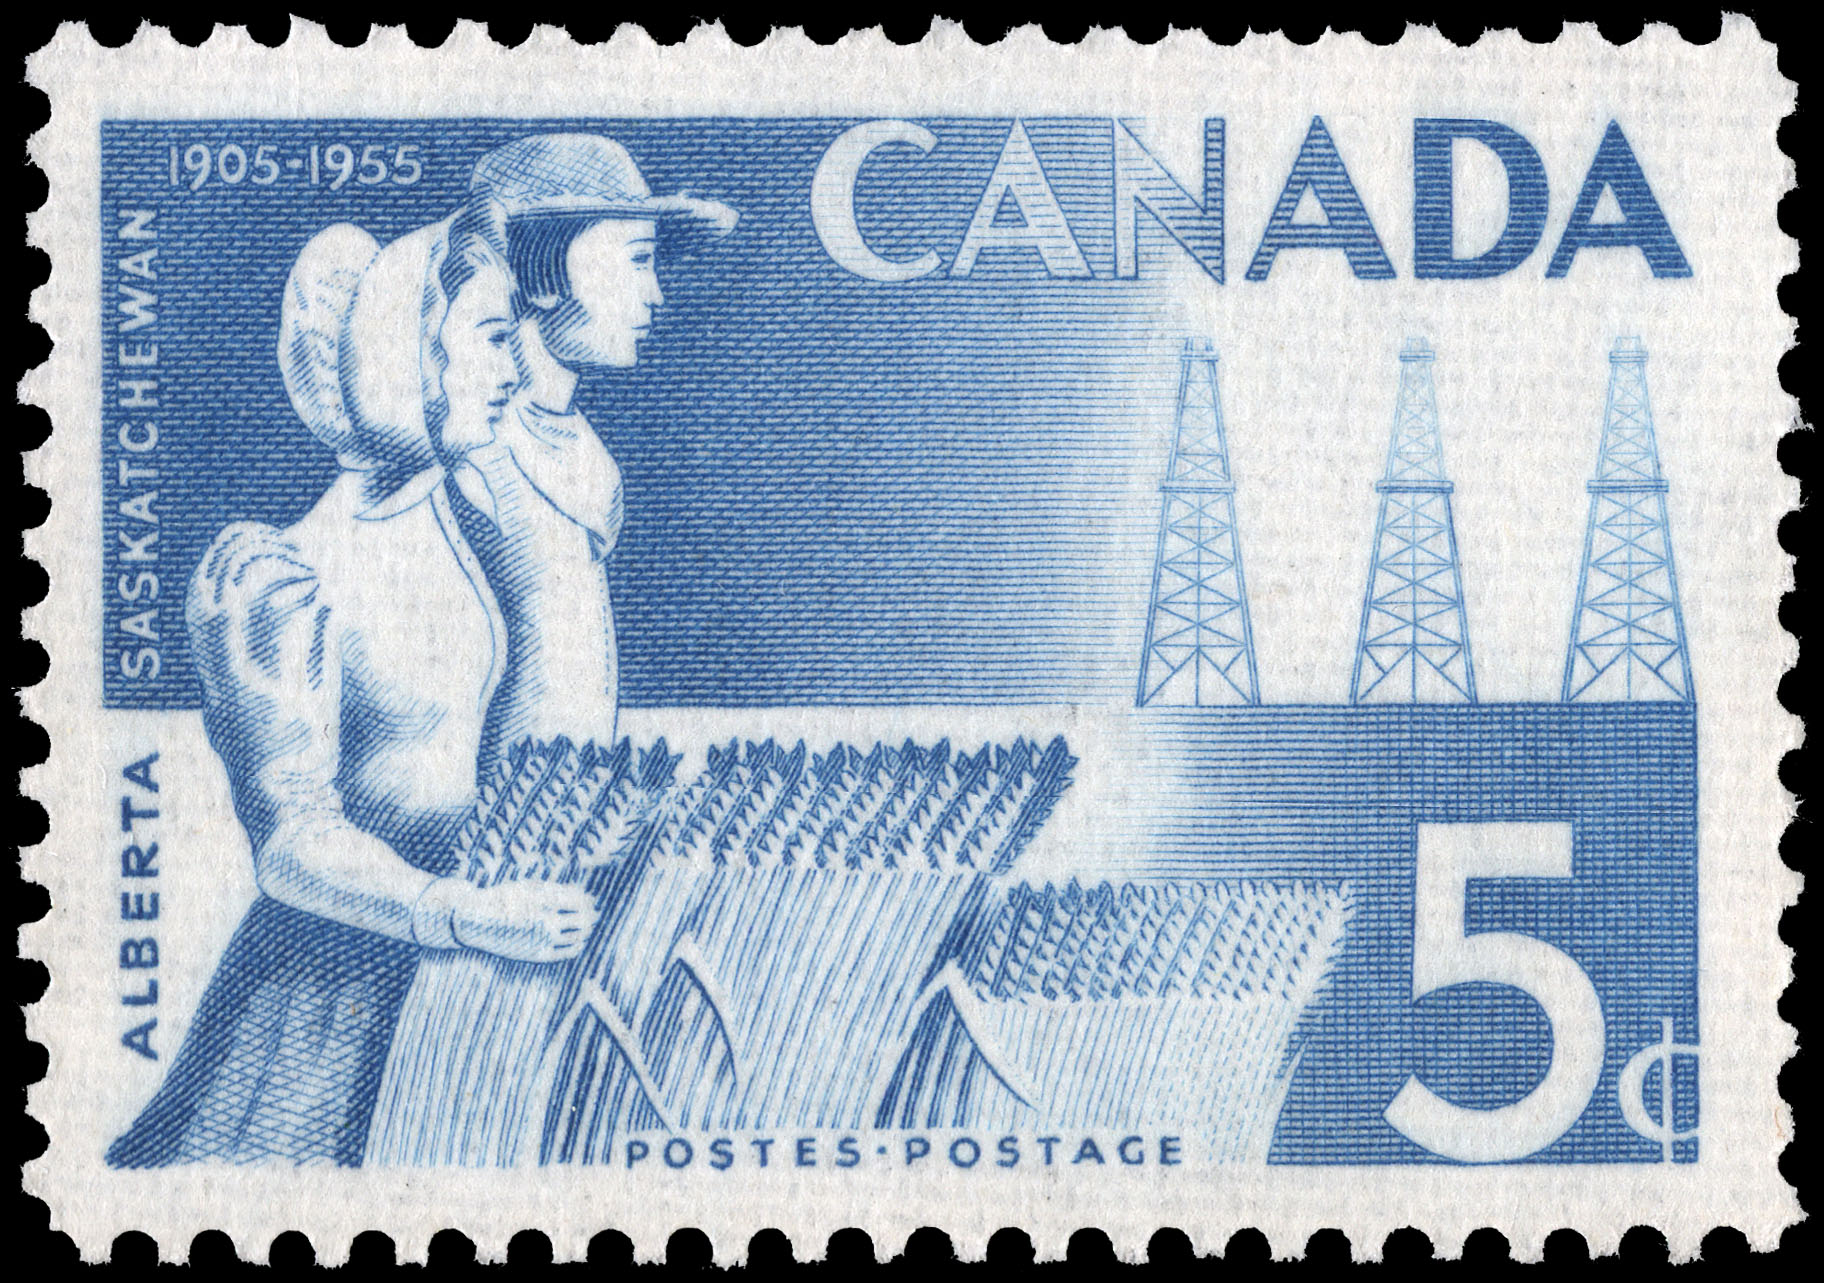 1905-1955
CANADA
SASKATCHEWAN
ALBERTA
5¢
POSTES·POSTAGE